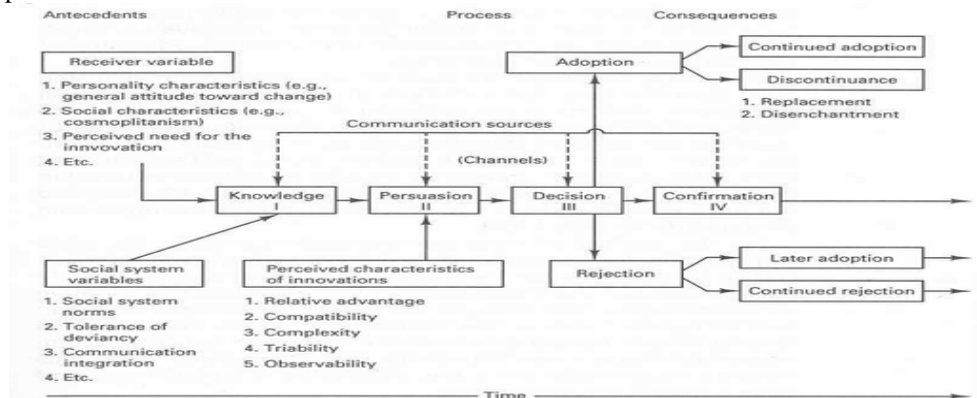 Antecedents Process Consequences
Receiver variable
1. Personality characteristics (e.g.,
general attitude toward change)
2. Social characteristics (e.g.,
cosmoplitanism)
3. Perceived need for the
innvovation
4. Etc.
Adoption
Continued adoption
Discontinuance
1. Replacement
2. Disenchantment
Communication sources
(Channels)
Knowledge
I
Persuasion
II
Decision
III
Confirmation
IV
Social system
variables
1. Social system
norms
2. Tolerance of
deviancy
3. Communication
integration
4. Etc.
Perceived characteristics
of innovations
1. Relative advantage
2. Compatibility
3. Complexity
4. Triability
5. Observability
Rejection
Later adoption
Continued rejection
Time